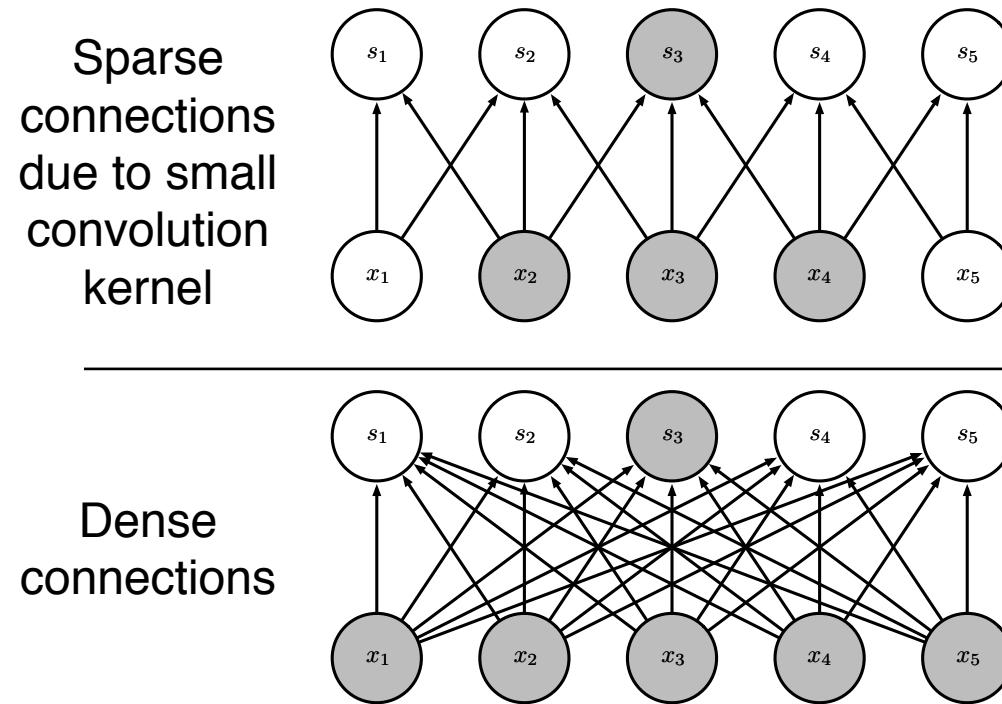 Sparse
connections
due to small
convolution
kernel
s₁ s₂ s₃ s₄ s₅
x₁ x₂ x₃ x₄ x₅
Dense
connections
s₁ s₂ s₃ s₄ s₅
x₁ x₂ x₃ x₄ x₅